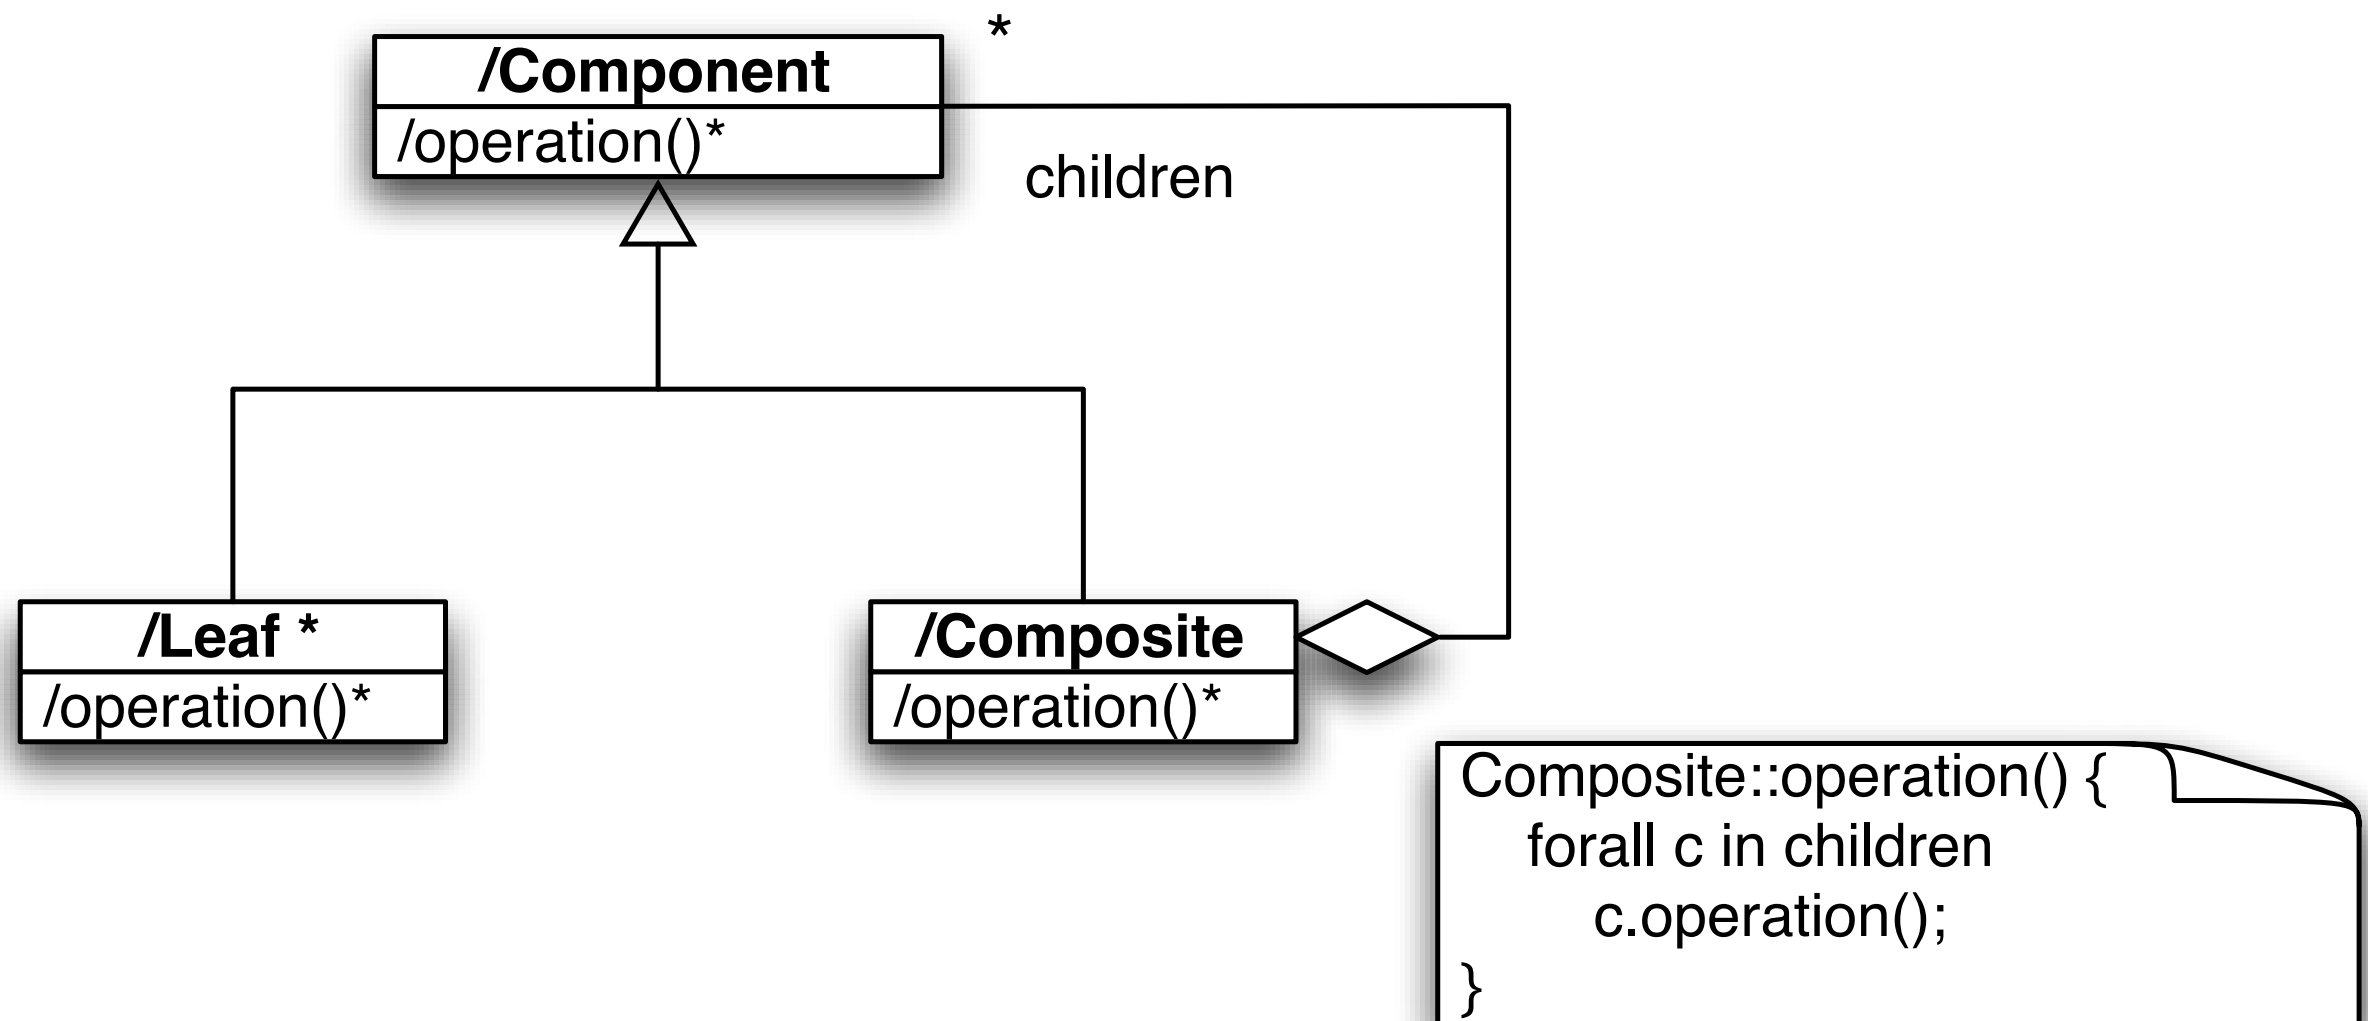 *
/Component
/operation()*
children
/Leaf *
/operation()*
/Composite
/operation()*
Composite::operation() {
forall c in children
c.operation();
}